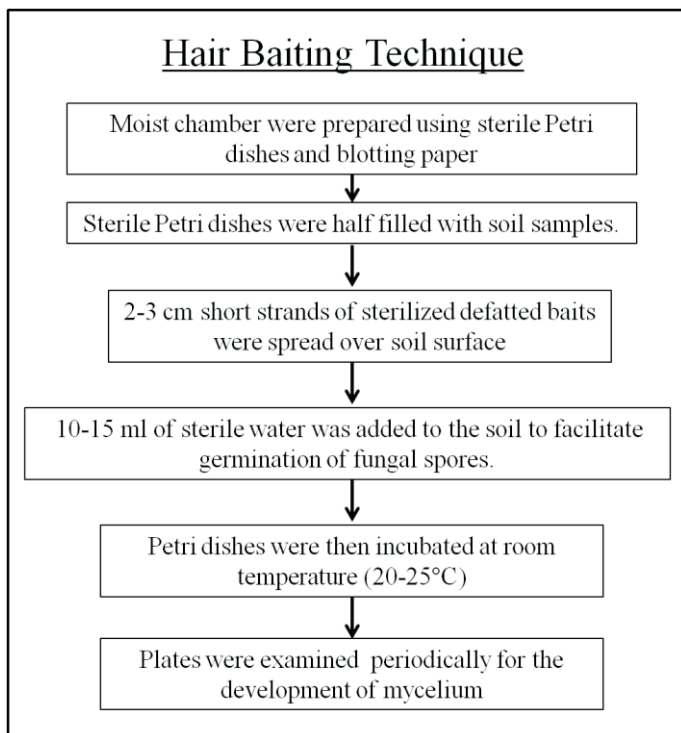 Hair Baiting Technique
Moist chamber were prepared using sterile Petri
dishes and blotting paper
Sterile Petri dishes were half filled with soil samples.
2-3 cm short strands of sterilized defatted baits
were spread over soil surface
10-15 ml of sterile water was added to the soil to facilitate
germination of fungal spores.
Petri dishes were then incubated at room
temperature (20-25°C)
Plates were examined periodically for the
development of mycelium